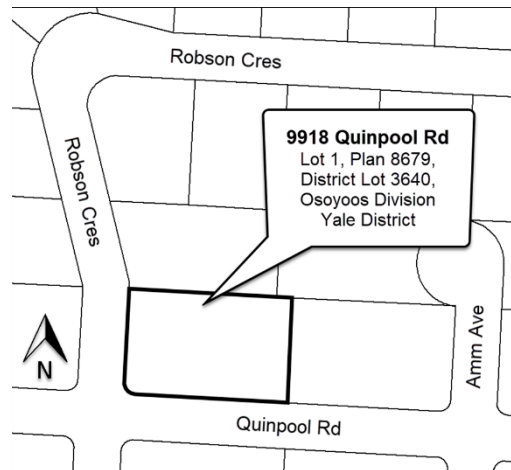 Robson Cres
Robson Cres
9918 Quinpool Rd
Lot 1, Plan 8679,
District Lot 3640,
Osoyoos Division
Yale District
N
Amm Ave
Quinpool Rd